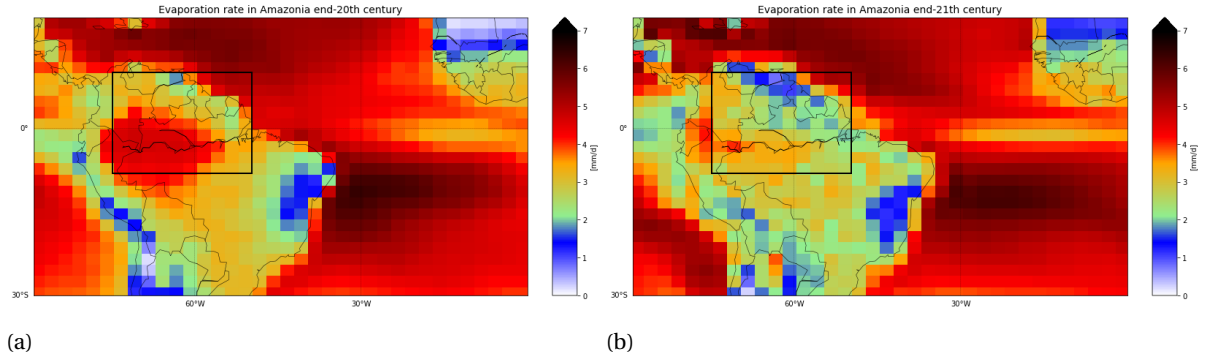 Evaporation rate in Amazonia end-20th century
7
6
5
4
3
2
1
0
[mm/d]
0°
30°S
60°W
30°W
(a)
Evaporation rate in Amazonia end-21th century
7
6
5
4
3
2
1
0
[mm/d]
0°
30°S
60°W
30°W
(b)